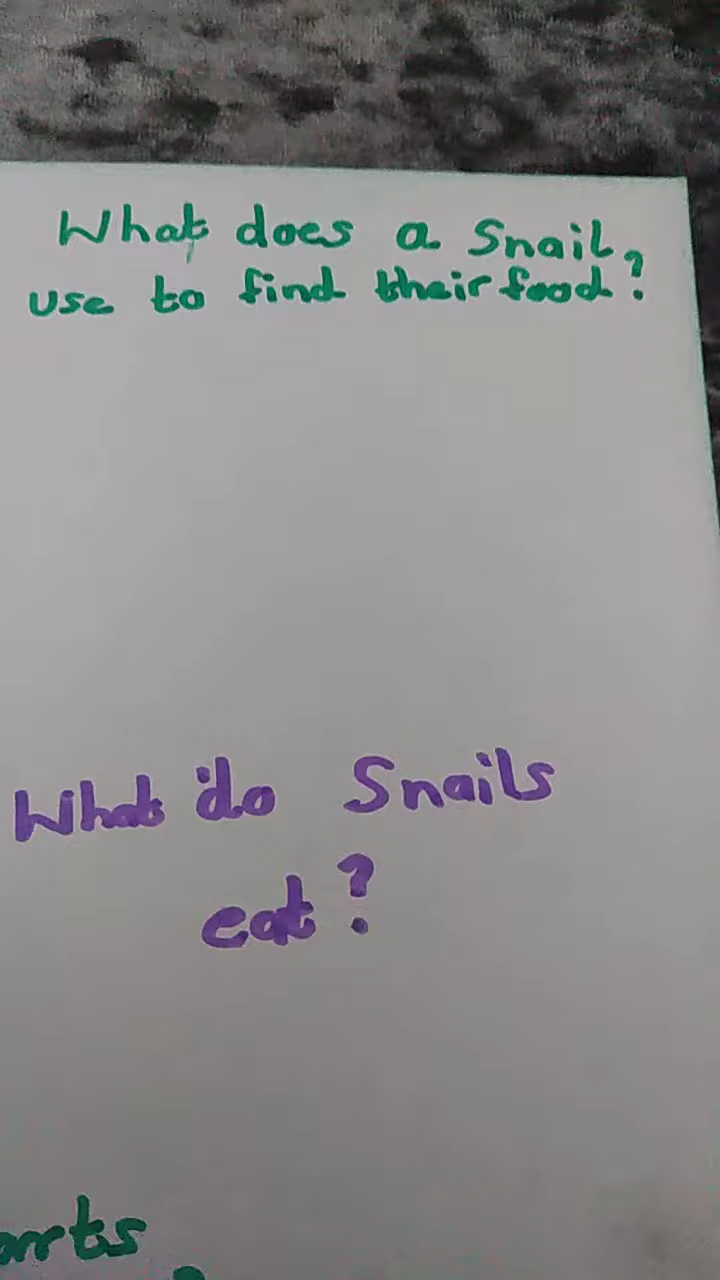 What does a Snail
use to find their food?
What do Snails
eat?